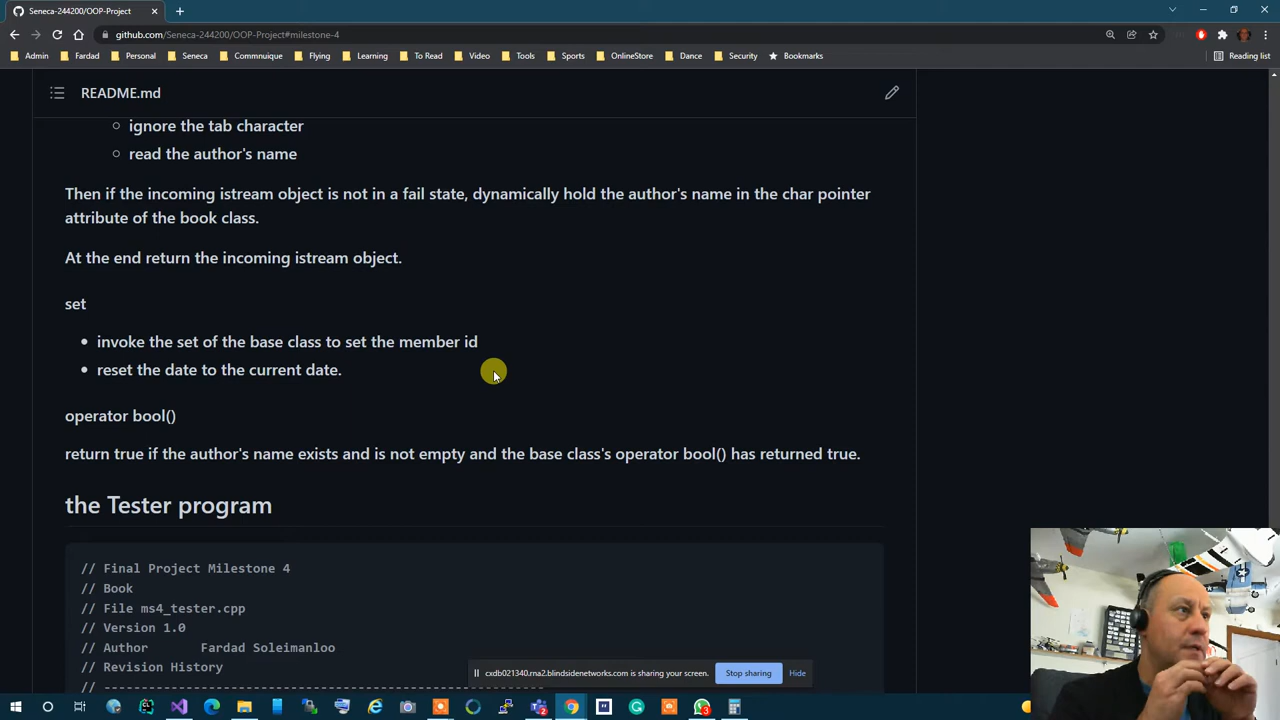 Seneca-244200/OOP-Project
github.com/Seneca-244200/OOP-Project#milestone-4
Admin Fardad Personal Seneca Commnuique Flying Learning To Read Video Tools Sports OnlineStore Dance Security Bookmarks Reading list
README.md
ignore the tab character
read the author's name
Then if the incoming istream object is not in a fail state, dynamically hold the author's name in the char pointer
attribute of the book class.
At the end return the incoming istream object.
set
invoke the set of the base class to set the member id
reset the date to the current date.
operator bool()
return true if the author's name exists and is not empty and the base class's operator bool() has returned true.
the Tester program
// Final Project Milestone 4
// Book
// File ms4_tester.cpp
// Version 1.0
// Author Fardad Soleimanloo
// Revision History
// -----------------------------------------------------------
cxdb021340.rna2.blindsidenetworks.com is sharing your screen. Stop sharing Hide